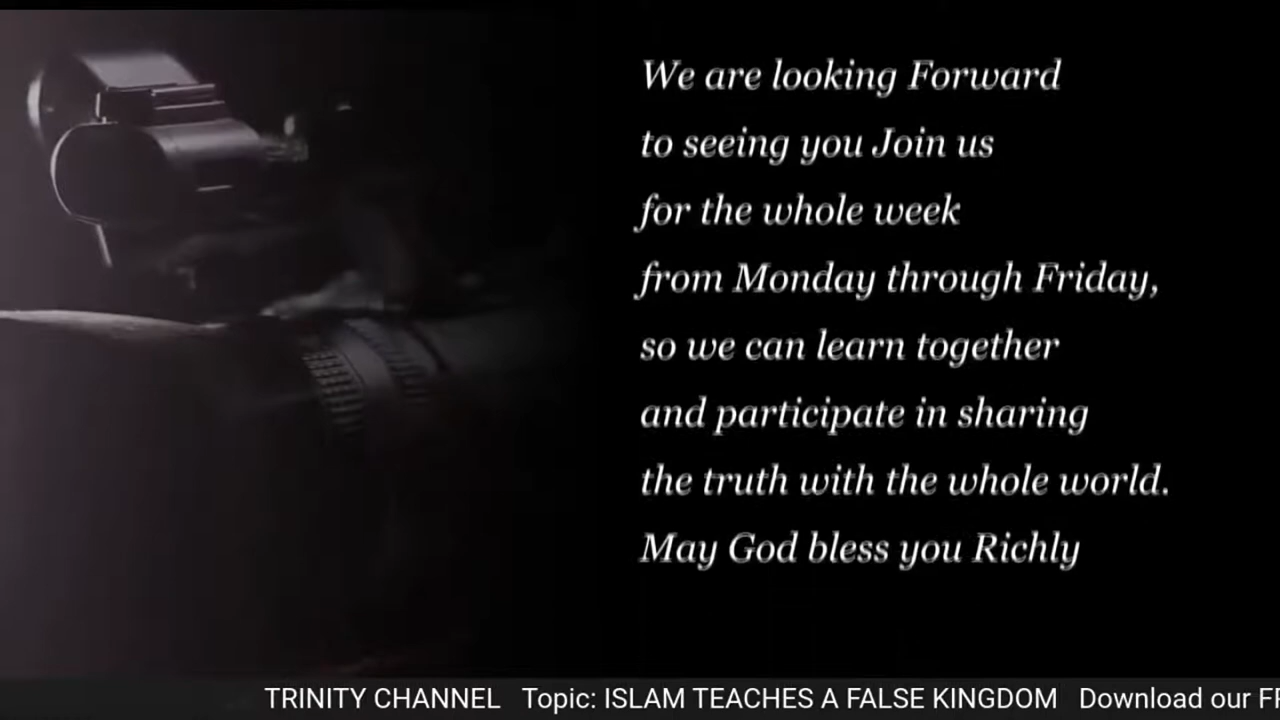 We are looking Forward
to seeing you Join us
for the whole week
from Monday through Friday,
so we can learn together
and participate in sharing
the truth with the whole world.
May God bless you Richly
TRINITY CHANNEL Topic: ISLAM TEACHES A FALSE KINGDOM Download our